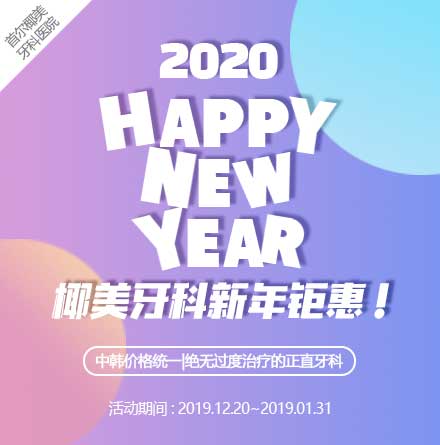 首尔椰美
牙科医院
2020
HAPPY
NEW
YEAR
椰美牙科新年钜惠！
中韩价格统一|绝无过度治疗的正直牙科
活动期间 : 2019.12.20~2019.01.31